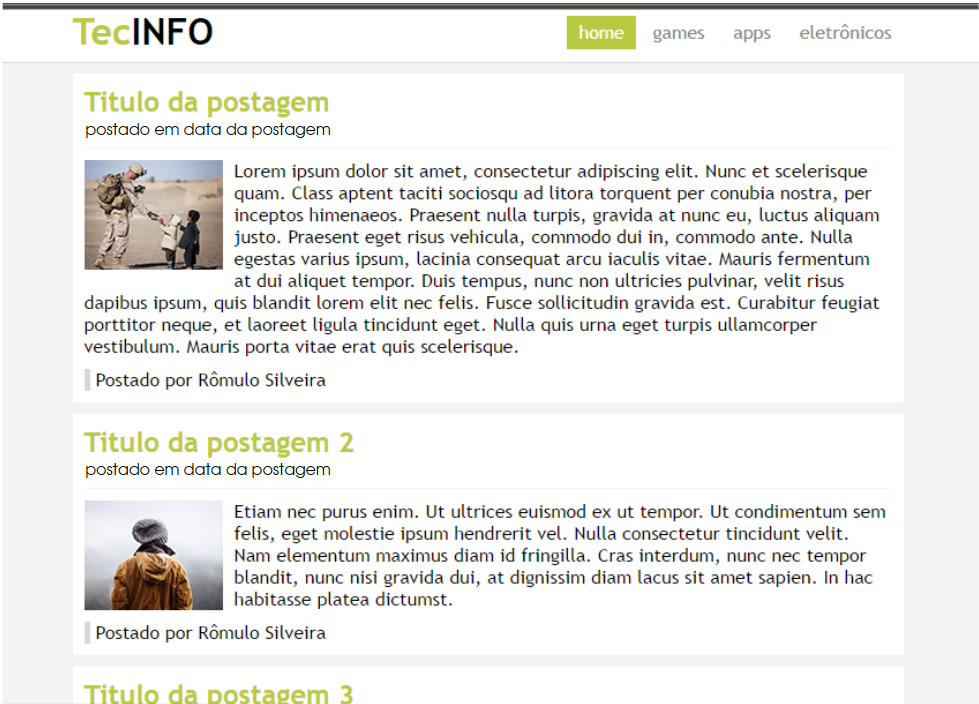 TecINFO
home games apps eletrônicos
Titulo da postagem
postado em data da postagem
Lorem ipsum dolor sit amet, consectetur adipiscing elit. Nunc et scelerisque
quam. Class aptent taciti sociosqu ad litora torquent per conubia nostra, per
inceptos himenaeos. Praesent nulla turpis, gravida at nunc eu, luctus aliquam
justo. Praesent eget risus vehicula, commodo dui in, commodo ante. Nulla
egestas varius ipsum, lacinia consequat arcu iaculis vitae. Mauris fermentum
at dui aliquet tempor. Duis tempus, nunc non ultricies pulvinar, velit risus
dapibus ipsum, quis blandit lorem elit nec felis. Fusce sollicitudin gravida est. Curabitur feugiat
porttitor neque, et laoreet ligula tincidunt eget. Nulla quis urna eget turpis ullamcorper
vestibulum. Mauris porta vitae erat quis scelerisque.
Postado por Rômulo Silveira
Titulo da postagem 2
postado em data da postagem
Etiam nec purus enim. Ut ultrices euismod ex ut tempor. Ut condimentum sem
felis, eget molestie ipsum hendrerit vel. Nulla consectetur tincidunt velit.
Nam elementum maximus diam id fringilla. Cras interdum, nunc nec tempor
blandit, nunc nisi gravida dui, at dignissim diam lacus sit amet sapien. In hac
habitasse platea dictumst.
Postado por Rômulo Silveira
Titulo da postagem 3